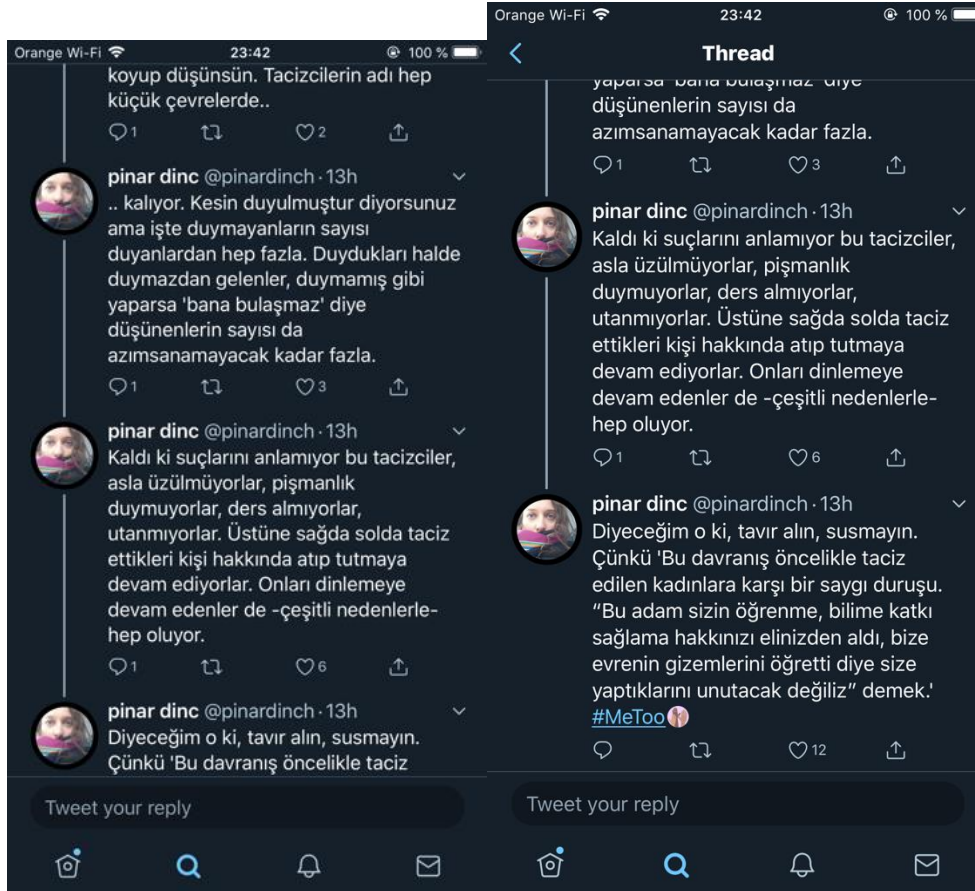 Orange Wi-Fi 23:42 100 %
koyup düşünsün. Tacizcilerin adı hep
küçük çevrelerde..
1 2
pinar dinc @pinardinch · 13h
.. kalıyor. Kesin duyulmuştur diyorsunuz
ama işte duymayanların sayısı
duyanlardan hep fazla. Duydukları halde
duymazdan gelenler, duymamış gibi
yaparsa 'bana bulaşmaz' diye
düşünenlerin sayısı da
azımsanamayacak kadar fazla.
1 3
pinar dinc @pinardinch · 13h
Kaldı ki suçlarını anlamıyor bu tacizciler,
asla üzülmüyorlar, pişmanlık
duymuyorlar, ders almıyorlar,
utanmıyorlar. Üstüne sağda solda taciz
ettikleri kişi hakkında atıp tutmaya
devam ediyorlar. Onları dinlemeye
devam edenler de -çeşitli nedenlerle-
hep oluyor.
1 6
pinar dinc @pinardinch · 13h
Diyeceğim o ki, tavır alın, susmayın.
Çünkü 'Bu davranış öncelikle taciz
Tweet your reply
Orange Wi-Fi 23:42 100 %
Thread
yaparsa 'bana bulaşmaz' diye
düşünenlerin sayısı da
azımsanamayacak kadar fazla.
1 3
pinar dinc @pinardinch · 13h
Kaldı ki suçlarını anlamıyor bu tacizciler,
asla üzülmüyorlar, pişmanlık
duymuyorlar, ders almıyorlar,
utanmıyorlar. Üstüne sağda solda taciz
ettikleri kişi hakkında atıp tutmaya
devam ediyorlar. Onları dinlemeye
devam edenler de -çeşitli nedenlerle-
hep oluyor.
1 6
pinar dinc @pinardinch · 13h
Diyeceğim o ki, tavır alın, susmayın.
Çünkü 'Bu davranış öncelikle taciz
edilen kadınlara karşı bir saygı duruşu.
“Bu adam sizin öğrenme, bilime katkı
sağlama hakkınızı elinizden aldı, bize
evrenin gizemlerini öğretti diye size
yaptıklarını unutacak değiliz” demek.'
#MeToo
12
Tweet your reply